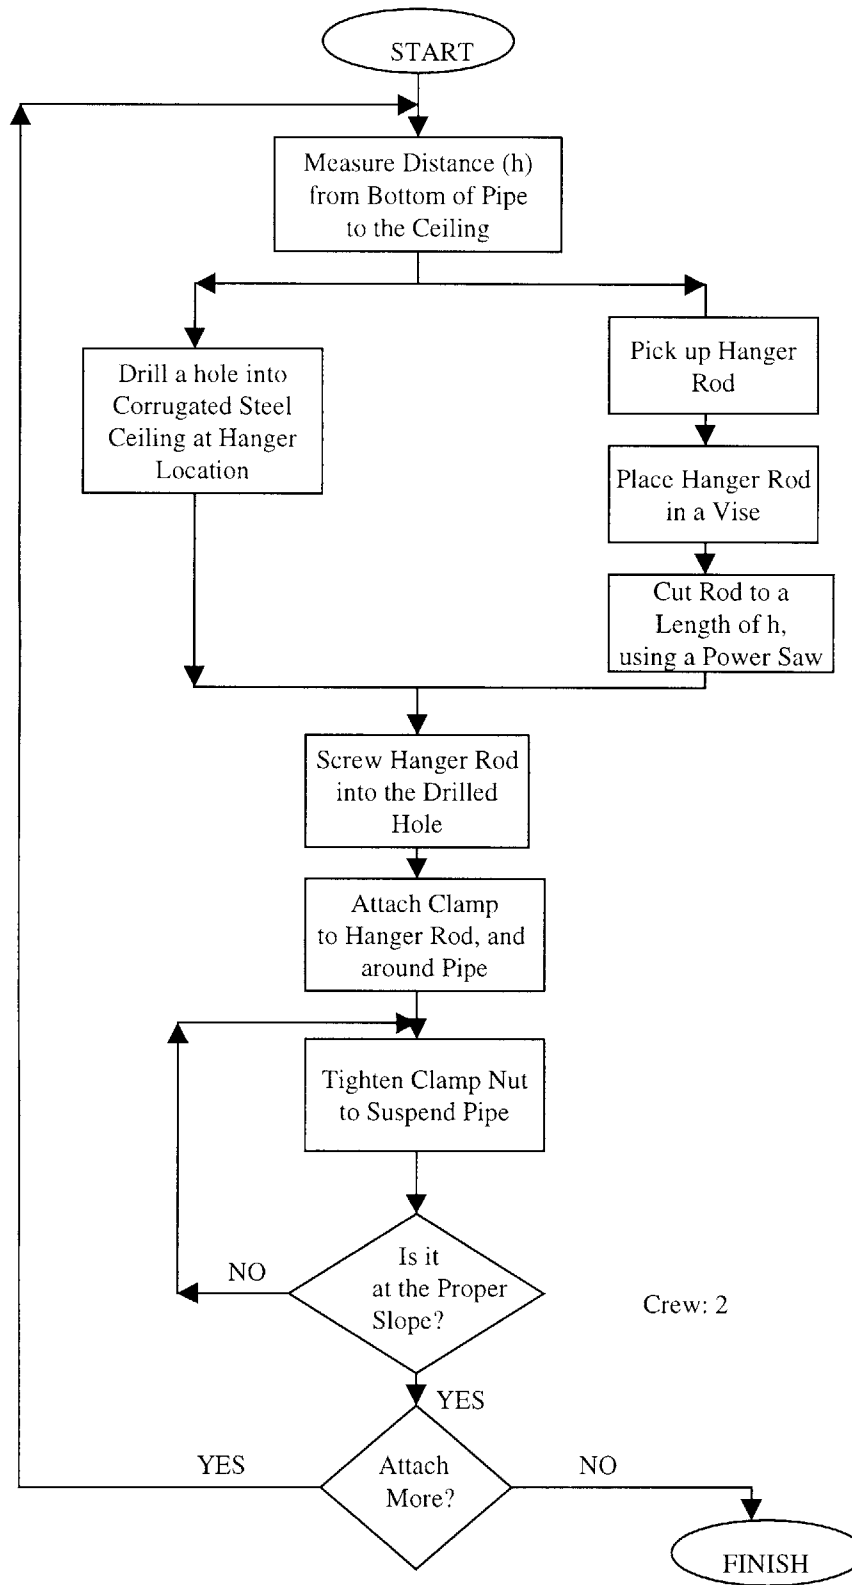 START
Measure Distance (h)
from Bottom of Pipe
to the Ceiling
Drill a hole into
Corrugated Steel
Ceiling at Hanger
Location
Pick up Hanger
Rod
Place Hanger Rod
in a Vise
Cut Rod to a
Length of h,
using a Power Saw
Screw Hanger Rod
into the Drilled
Hole
Attach Clamp
to Hanger Rod, and
around Pipe
Tighten Clamp Nut
to Suspend Pipe
Is it
at the Proper
Slope?
NO
Crew: 2
YES
Attach
More?
YES
NO
FINISH